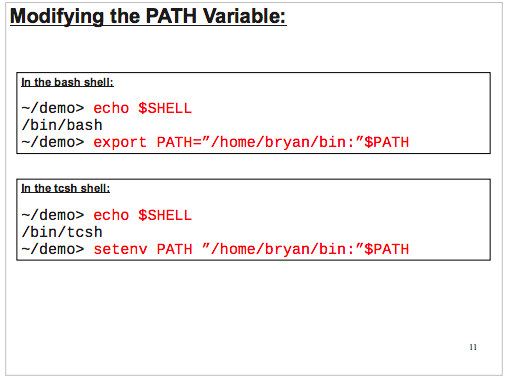 Modifying the PATH Variable:
In the bash shell:
~/demo> echo $SHELL
/bin/bash
~/demo> export PATH=”/home/bryan/bin:”$PATH
In the tcsh shell:
~/demo> echo $SHELL
/bin/tcsh
~/demo> setenv PATH ”/home/bryan/bin:”$PATH
11